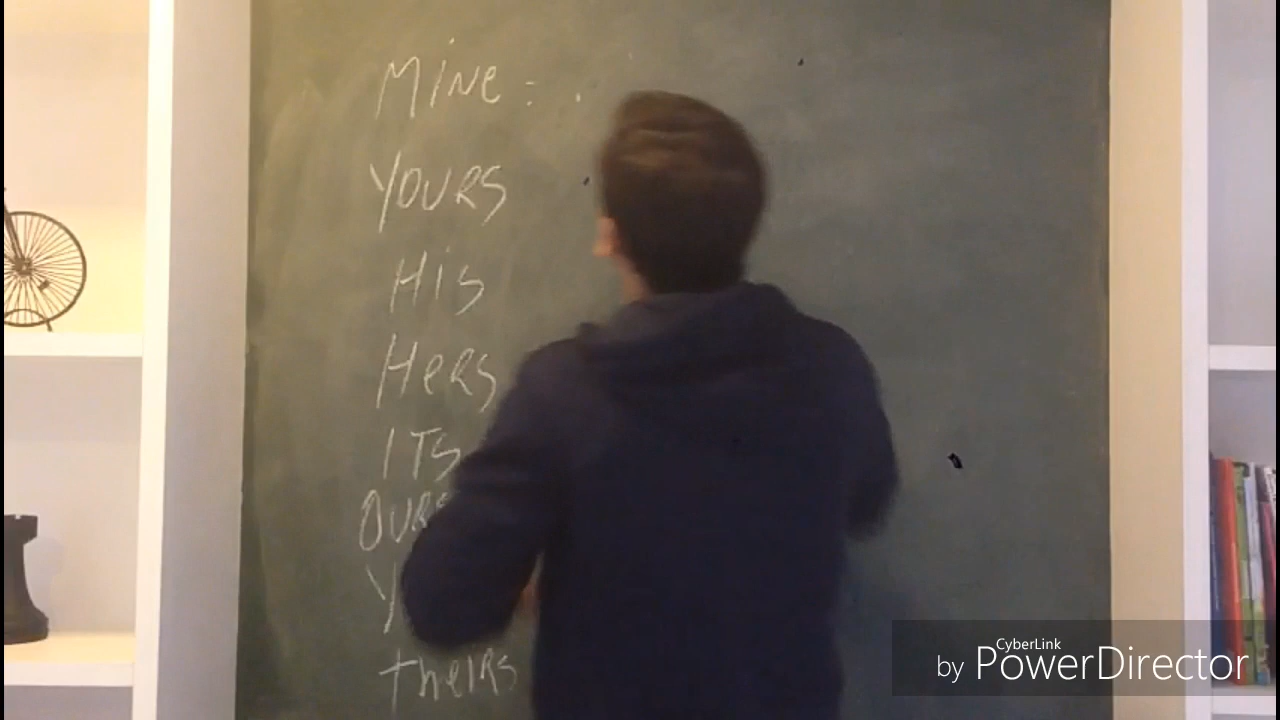 Mine : .
YOURS
His
HeRS
ITS
OURS
Y
theiRS
CyberLink
by PowerDirector